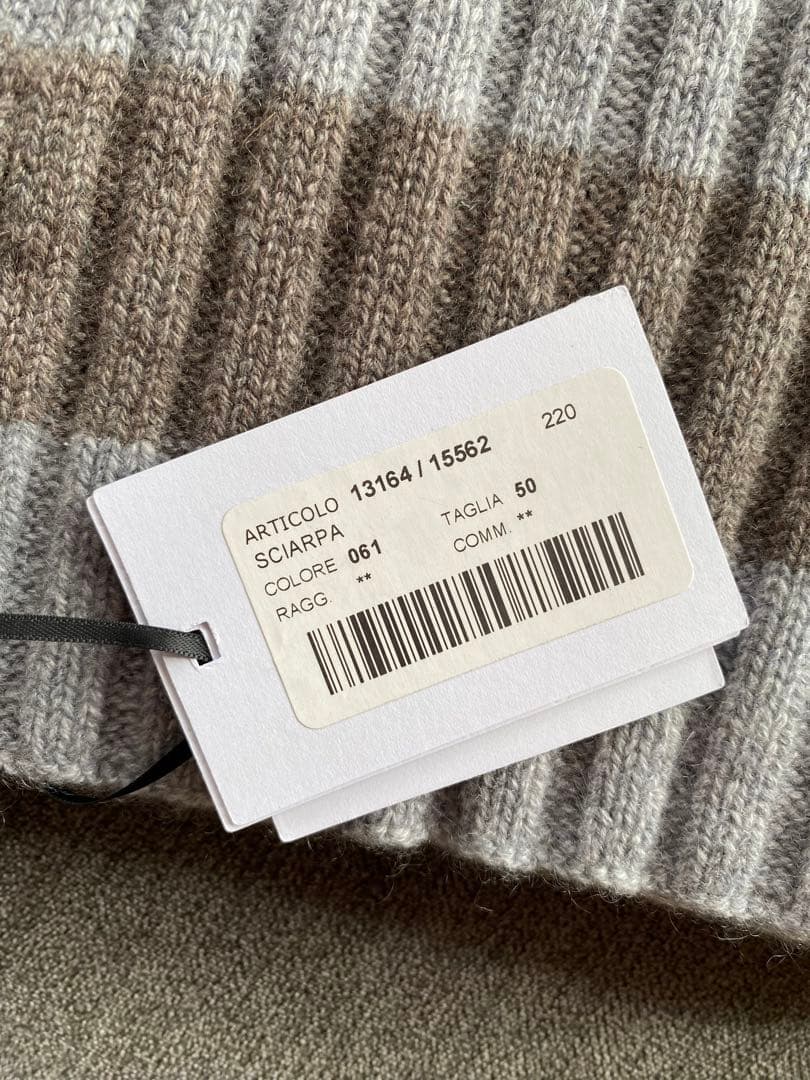 ARTICOLO 13164 / 15562 220
SCIARPA
COLORE 061 TAGLIA 50
RAGG. ** COMM. **